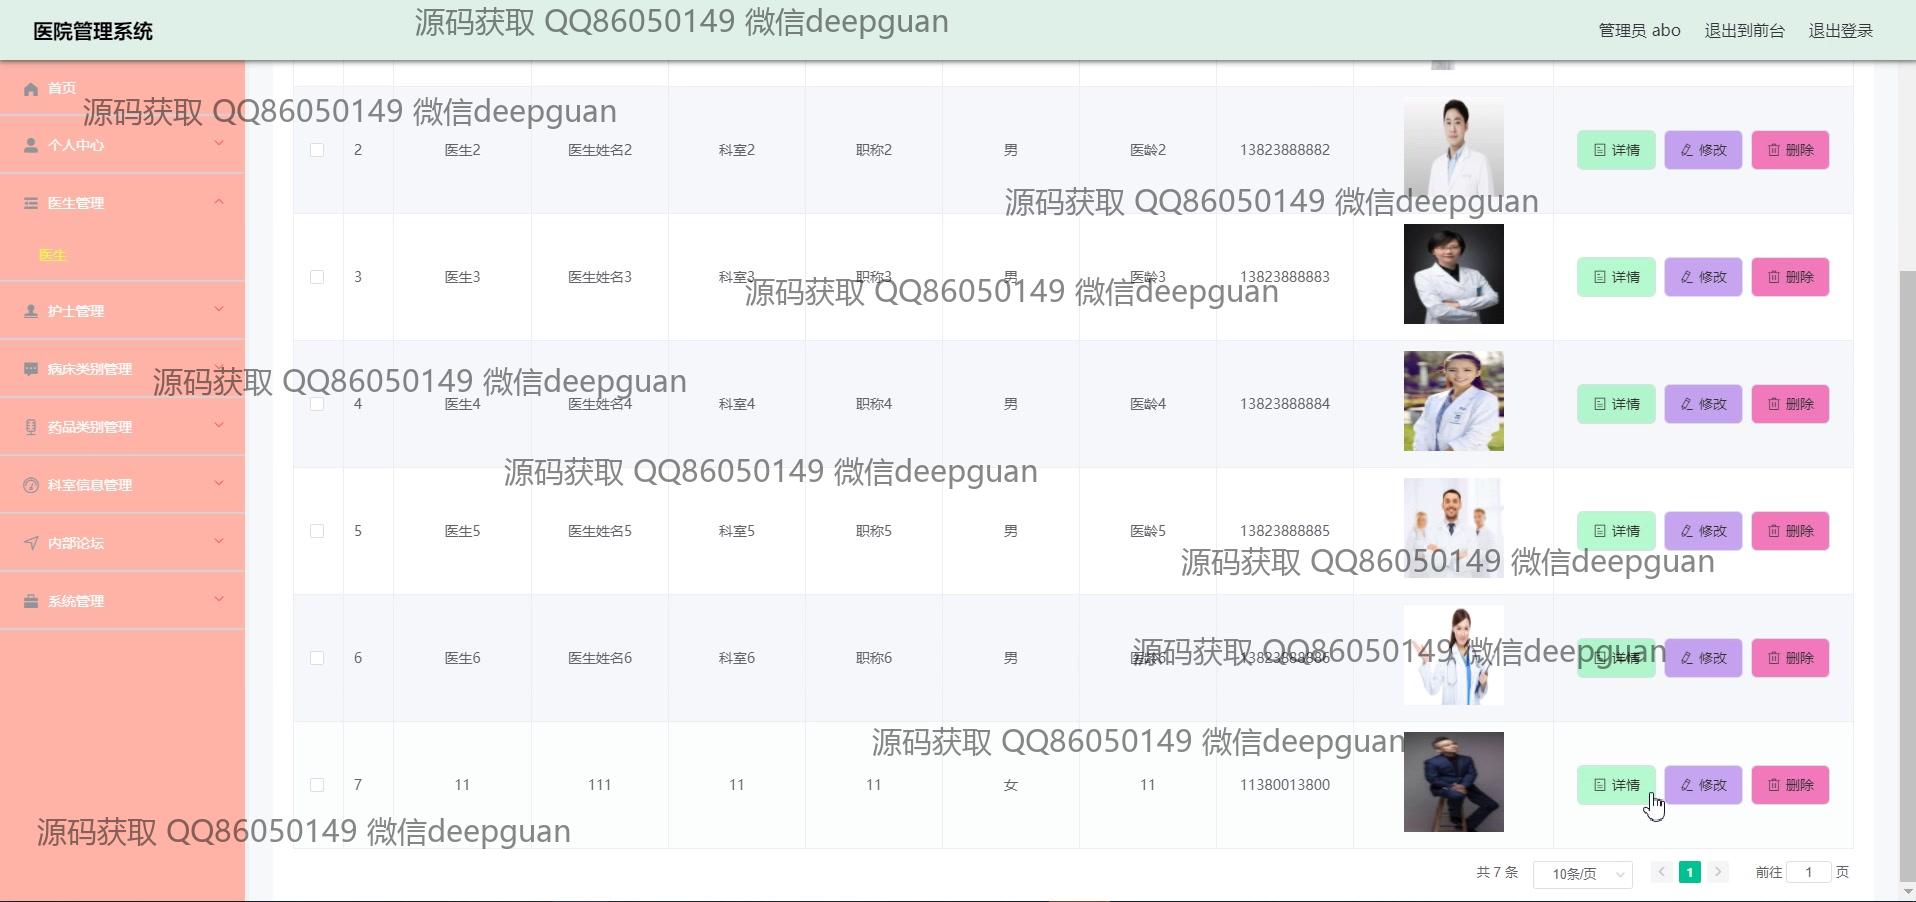 医院管理系统
源码获取 QQ86050149 微信deepguan
管理员 abo 退出到前台 退出登录
首页
源码获取 QQ86050149 微信deepguan
个人中心
医生管理
医生
护士管理
病床类别管理
药品类别管理
科室信息管理
内部论坛
系统管理
2 医生2 医生姓名2 科室2 职称2 男 医龄2 13823888882 详情 修改 删除
源码获取 QQ86050149 微信deepguan
3 医生3 医生姓名3 科室3 职称3 男 医龄3 13823888883 详情 修改 删除
源码获取 QQ86050149 微信deepguan
源码获取 QQ86050149 微信deepguan
4 医生4 医生姓名4 科室4 职称4 男 医龄4 13823888884 详情 修改 删除
源码获取 QQ86050149 微信deepguan
5 医生5 医生姓名5 科室5 职称5 男 医龄5 13823888885 详情 修改 删除
源码获取 QQ86050149 微信deepguan
6 医生6 医生姓名6 科室6 职称6 男 医龄6 13823888886 详情 修改 删除
源码获取 QQ86050149 微信deepguan
源码获取 QQ86050149 微信deepguan
7 11 111 11 11 女 11 11380013800 详情 修改 删除
源码获取 QQ86050149 微信deepguan
共 7 条 10条/页 1 前往 1 页